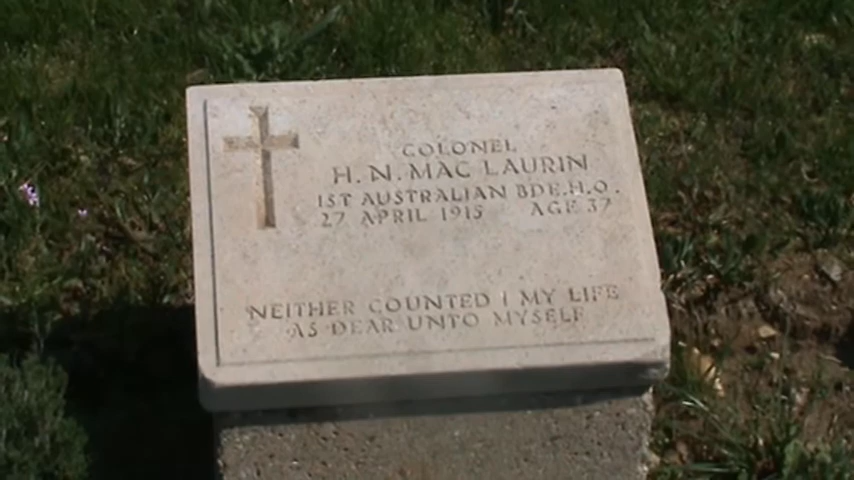 COLONEL
H. N. MAC LAURIN
1ST AUSTRALIAN BDE. H.Q.
27 APRIL 1915 AGE 37
NEITHER COUNTED I MY LIFE
AS DEAR UNTO MYSELF